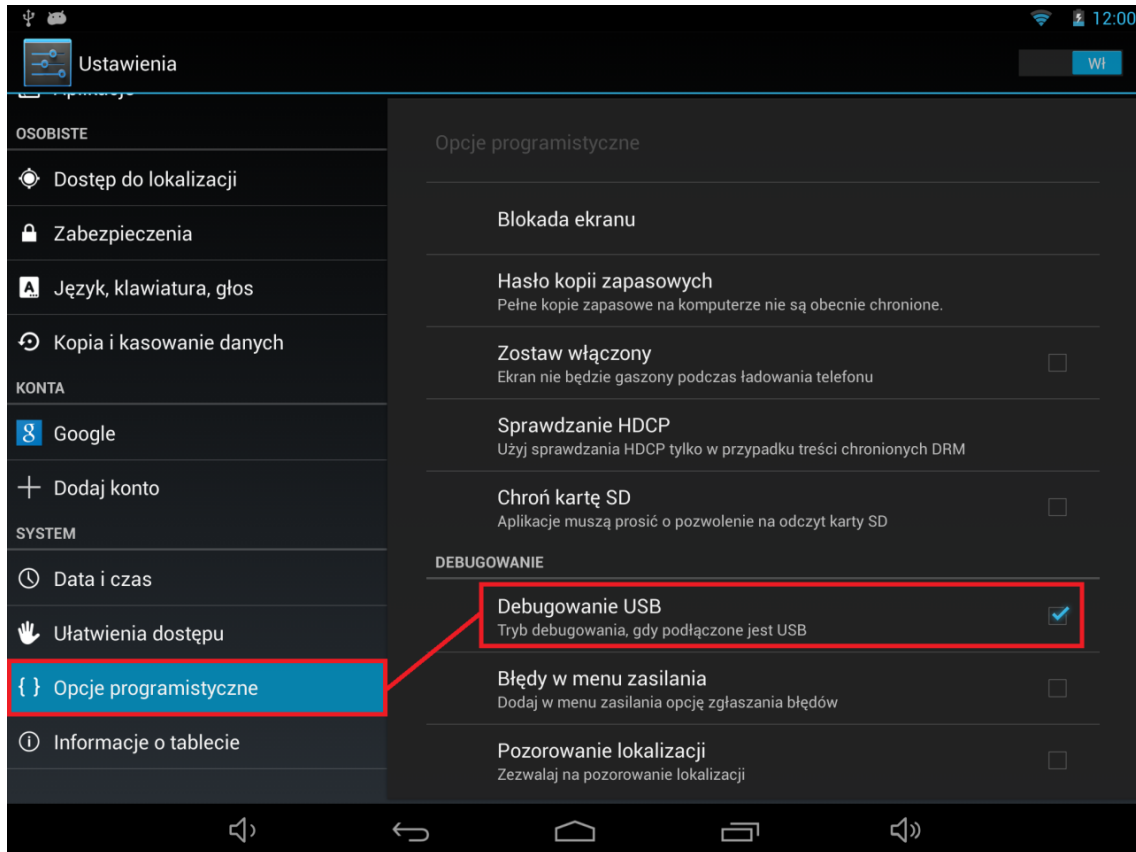 12:00
Ustawienia
Wł
Aplikacje
OSOBISTE
Dostęp do lokalizacji
Zabezpieczenia
Język, klawiatura, głos
Kopia i kasowanie danych
KONTA
Google
Dodaj konto
SYSTEM
Data i czas
Ułatwienia dostępu
Opcje programistyczne
Informacje o tablecie
Opcje programistyczne
Blokada ekranu
Hasło kopii zapasowych
Pełne kopie zapasowe na komputerze nie są obecnie chronione.
Zostaw włączony
Ekran nie będzie gaszony podczas ładowania telefonu
Sprawdzanie HDCP
Użyj sprawdzania HDCP tylko w przypadku treści chronionych DRM
Chroń kartę SD
Aplikacje muszą prosić o pozwolenie na odczyt karty SD
DEBUGOWANIE
Debugowanie USB
Tryb debugowania, gdy podłączone jest USB
Błędy w menu zasilania
Dodaj w menu zasilania opcję zgłaszania błędów
Pozorowanie lokalizacji
Zezwalaj na pozorowanie lokalizacji